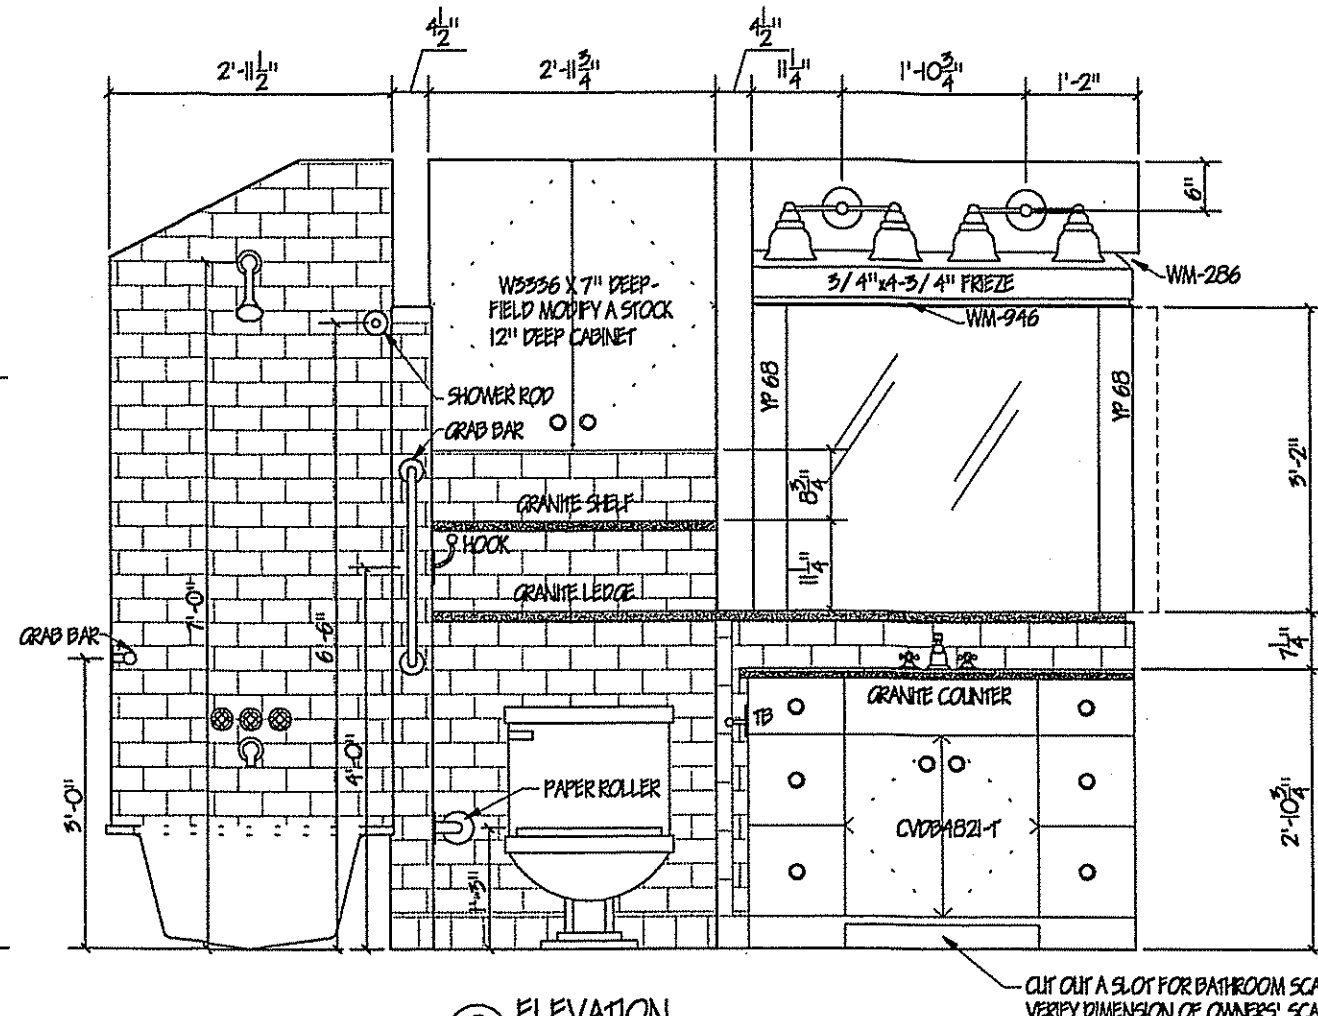 4 1/2" 4 1/2"
2'-11 1/2" 2'-11 3/4" 11 1/4" 1'-10 3/4" 1'-2"
6"
WM-286
W3336 X 7" DEEP-
FIELD MODIFY A STOCK
12" DEEP CABINET
3/4"x4-3/4" FRIEZE
WM-946
SHOWER ROD
GRAB BAR
YP 68
YP 68
8 3/4"
3'-2"
GRANITE SHELF
HOOK
11 1/4"
GRANITE LEDGE
7'-0"
6'-6"
GRAB BAR
7 1/4"
GRANITE COUNTER
TB
4'-0"
PAPER ROLLER
3'-0"
CVDB4821-T
2'-10 3/4"
CUT OUT A SLOT FOR BATHROOM SCA
VERIFY DIMENSION OF OWNERS' SCA
ELEVATION